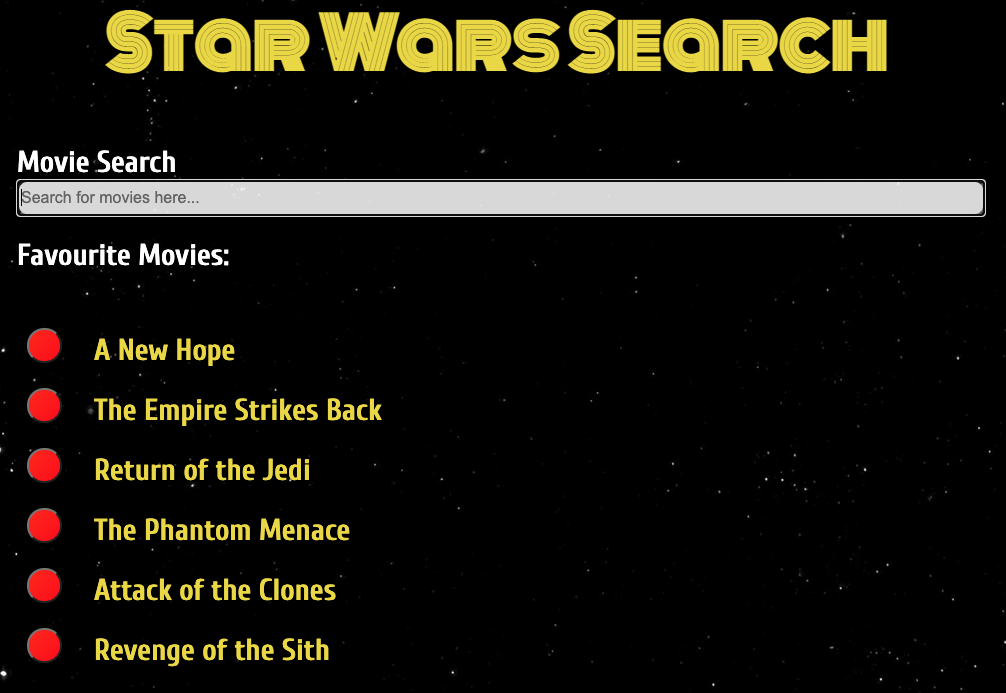 Star Wars Search
Movie Search
Search for movies here...
Favourite Movies:
A New Hope
The Empire Strikes Back
Return of the Jedi
The Phantom Menace
Attack of the Clones
Revenge of the Sith